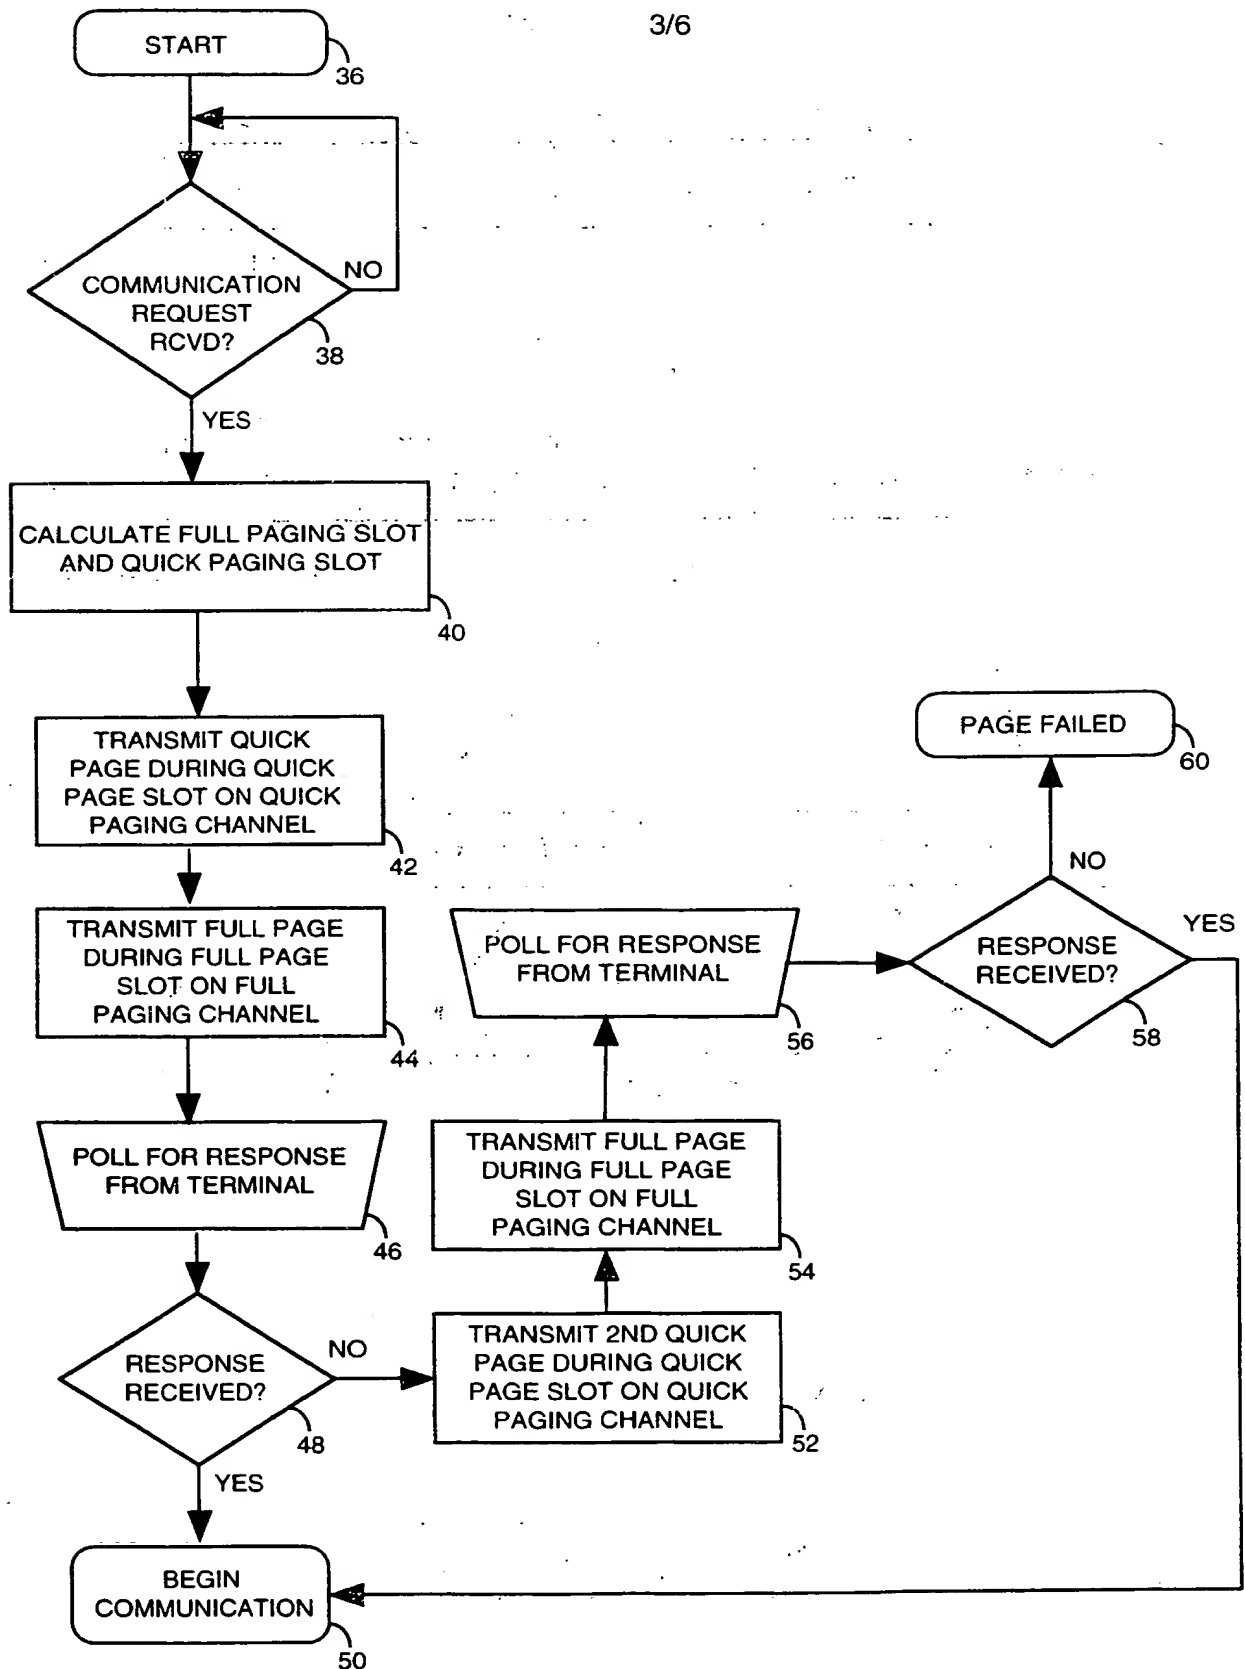 3/6
START
36
NO
COMMUNICATION
REQUEST
RCVD?
38
YES
CALCULATE FULL PAGING SLOT
AND QUICK PAGING SLOT
40
TRANSMIT QUICK
PAGE DURING QUICK
PAGE SLOT ON QUICK
PAGING CHANNEL
42
TRANSMIT FULL PAGE
DURING FULL PAGE
SLOT ON FULL
PAGING CHANNEL
44
POLL FOR RESPONSE
FROM TERMINAL
46
RESPONSE
RECEIVED?
48
NO
YES
BEGIN
COMMUNICATION
50
TRANSMIT 2ND QUICK
PAGE DURING QUICK
PAGE SLOT ON QUICK
PAGING CHANNEL
52
TRANSMIT FULL PAGE
DURING FULL PAGE
SLOT ON FULL
PAGING CHANNEL
54
POLL FOR RESPONSE
FROM TERMINAL
56
RESPONSE
RECEIVED?
58
YES
NO
PAGE FAILED
60